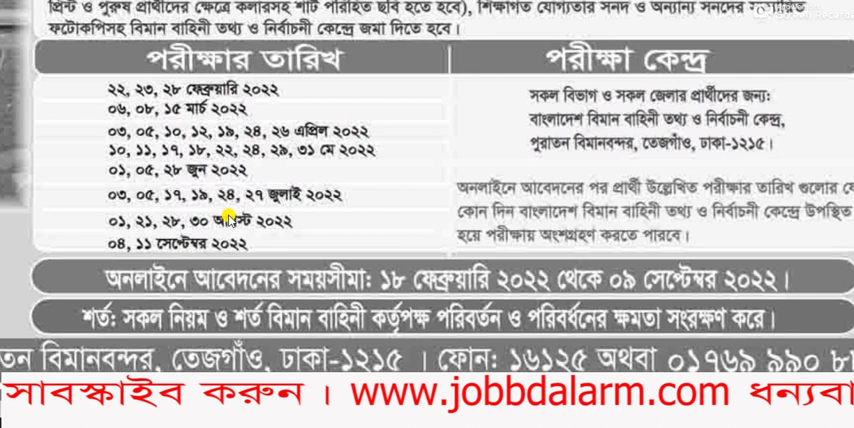 প্রিন্ট ও পুরুষ প্রার্থীদের ক্ষেত্রে কলারসহ শার্ট পরিহিত ছবি হতে হবে), শিক্ষাগত যোগ্যতার সনদ ও অন্যান্য সনদের সত্যায়িত
ফটোকপিসহ বিমান বাহিনী তথ্য ও নির্বাচনী কেন্দ্রে জমা দিতে হবে।
পরীক্ষার তারিখ
২২, ২৩, ২৮ ফেব্রুয়ারি ২০২২
০৬, ০৮, ১৫ মার্চ ২০২২
০৩, ০৫, ১০, ১২, ১৯, ২৪, ২৬ এপ্রিল ২০২২
১০, ১১, ১৭, ১৮, ২২, ২৪, ২৯, ৩১ মে ২০২২
০১, ০৫, ২৮ জুন ২০২২
০৩, ০৫, ১৭, ১৯, ২৪, ২৭ জুলাই ২০২২
০১, ২১, ২৮, ৩০ আগস্ট ২০২২
০৪, ১১ সেপ্টেম্বর ২০২২
পরীক্ষা কেন্দ্র
সকল বিভাগ ও সকল জেলার প্রার্থীদের জন্য:
বাংলাদেশ বিমান বাহিনী তথ্য ও নির্বাচনী কেন্দ্র,
পুরাতন বিমানবন্দর, তেজগাঁও, ঢাকা-১২১৫।
অনলাইনে আবেদনের পর প্রার্থী উল্লেখিত পরীক্ষার তারিখ গুলোর যে
কোন দিন বাংলাদেশ বিমান বাহিনী তথ্য ও নির্বাচনী কেন্দ্রে উপস্থিত
হয়ে পরীক্ষায় অংশগ্রহণ করতে পারবে।
অনলাইনে আবেদনের সময়সীমা: ১৮ ফেব্রুয়ারি ২০২২ থেকে ০৯ সেপ্টেম্বর ২০২২।
শর্ত: সকল নিয়ম ও শর্ত বিমান বাহিনী কর্তৃপক্ষ পরিবর্তন ও পরিবর্ধনের ক্ষমতা সংরক্ষণ করে।
তন বিমানবন্দর, তেজগাঁও, ঢাকা-১২১৫ । ফোন: ১৬১২৫ অথবা ০১৭৬৯ ৯৯০ ৮
সাবস্কাইব করুন । www.jobbdalarm.com ধন্যবা